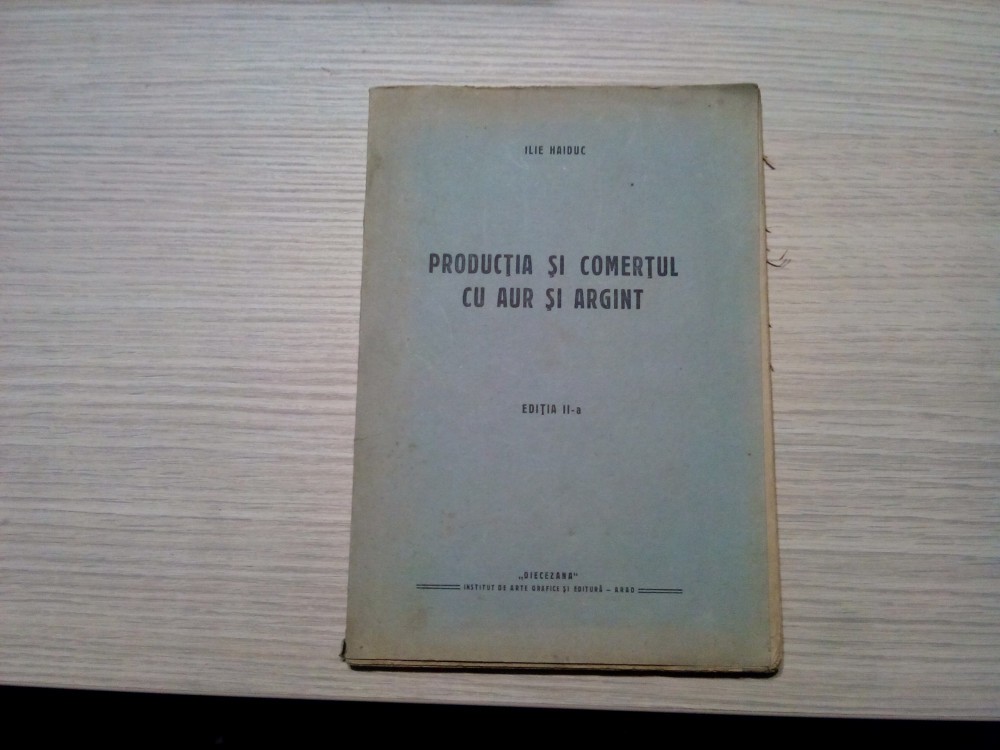 ILIE HAIDUC
PRODUCȚIA ȘI COMERȚUL
CU AUR ȘI ARGINT
EDIȚIA II-a
„DIECEZANA“
INSTITUT DE ARTE GRAFICE ȘI EDITURĂ - ARAD